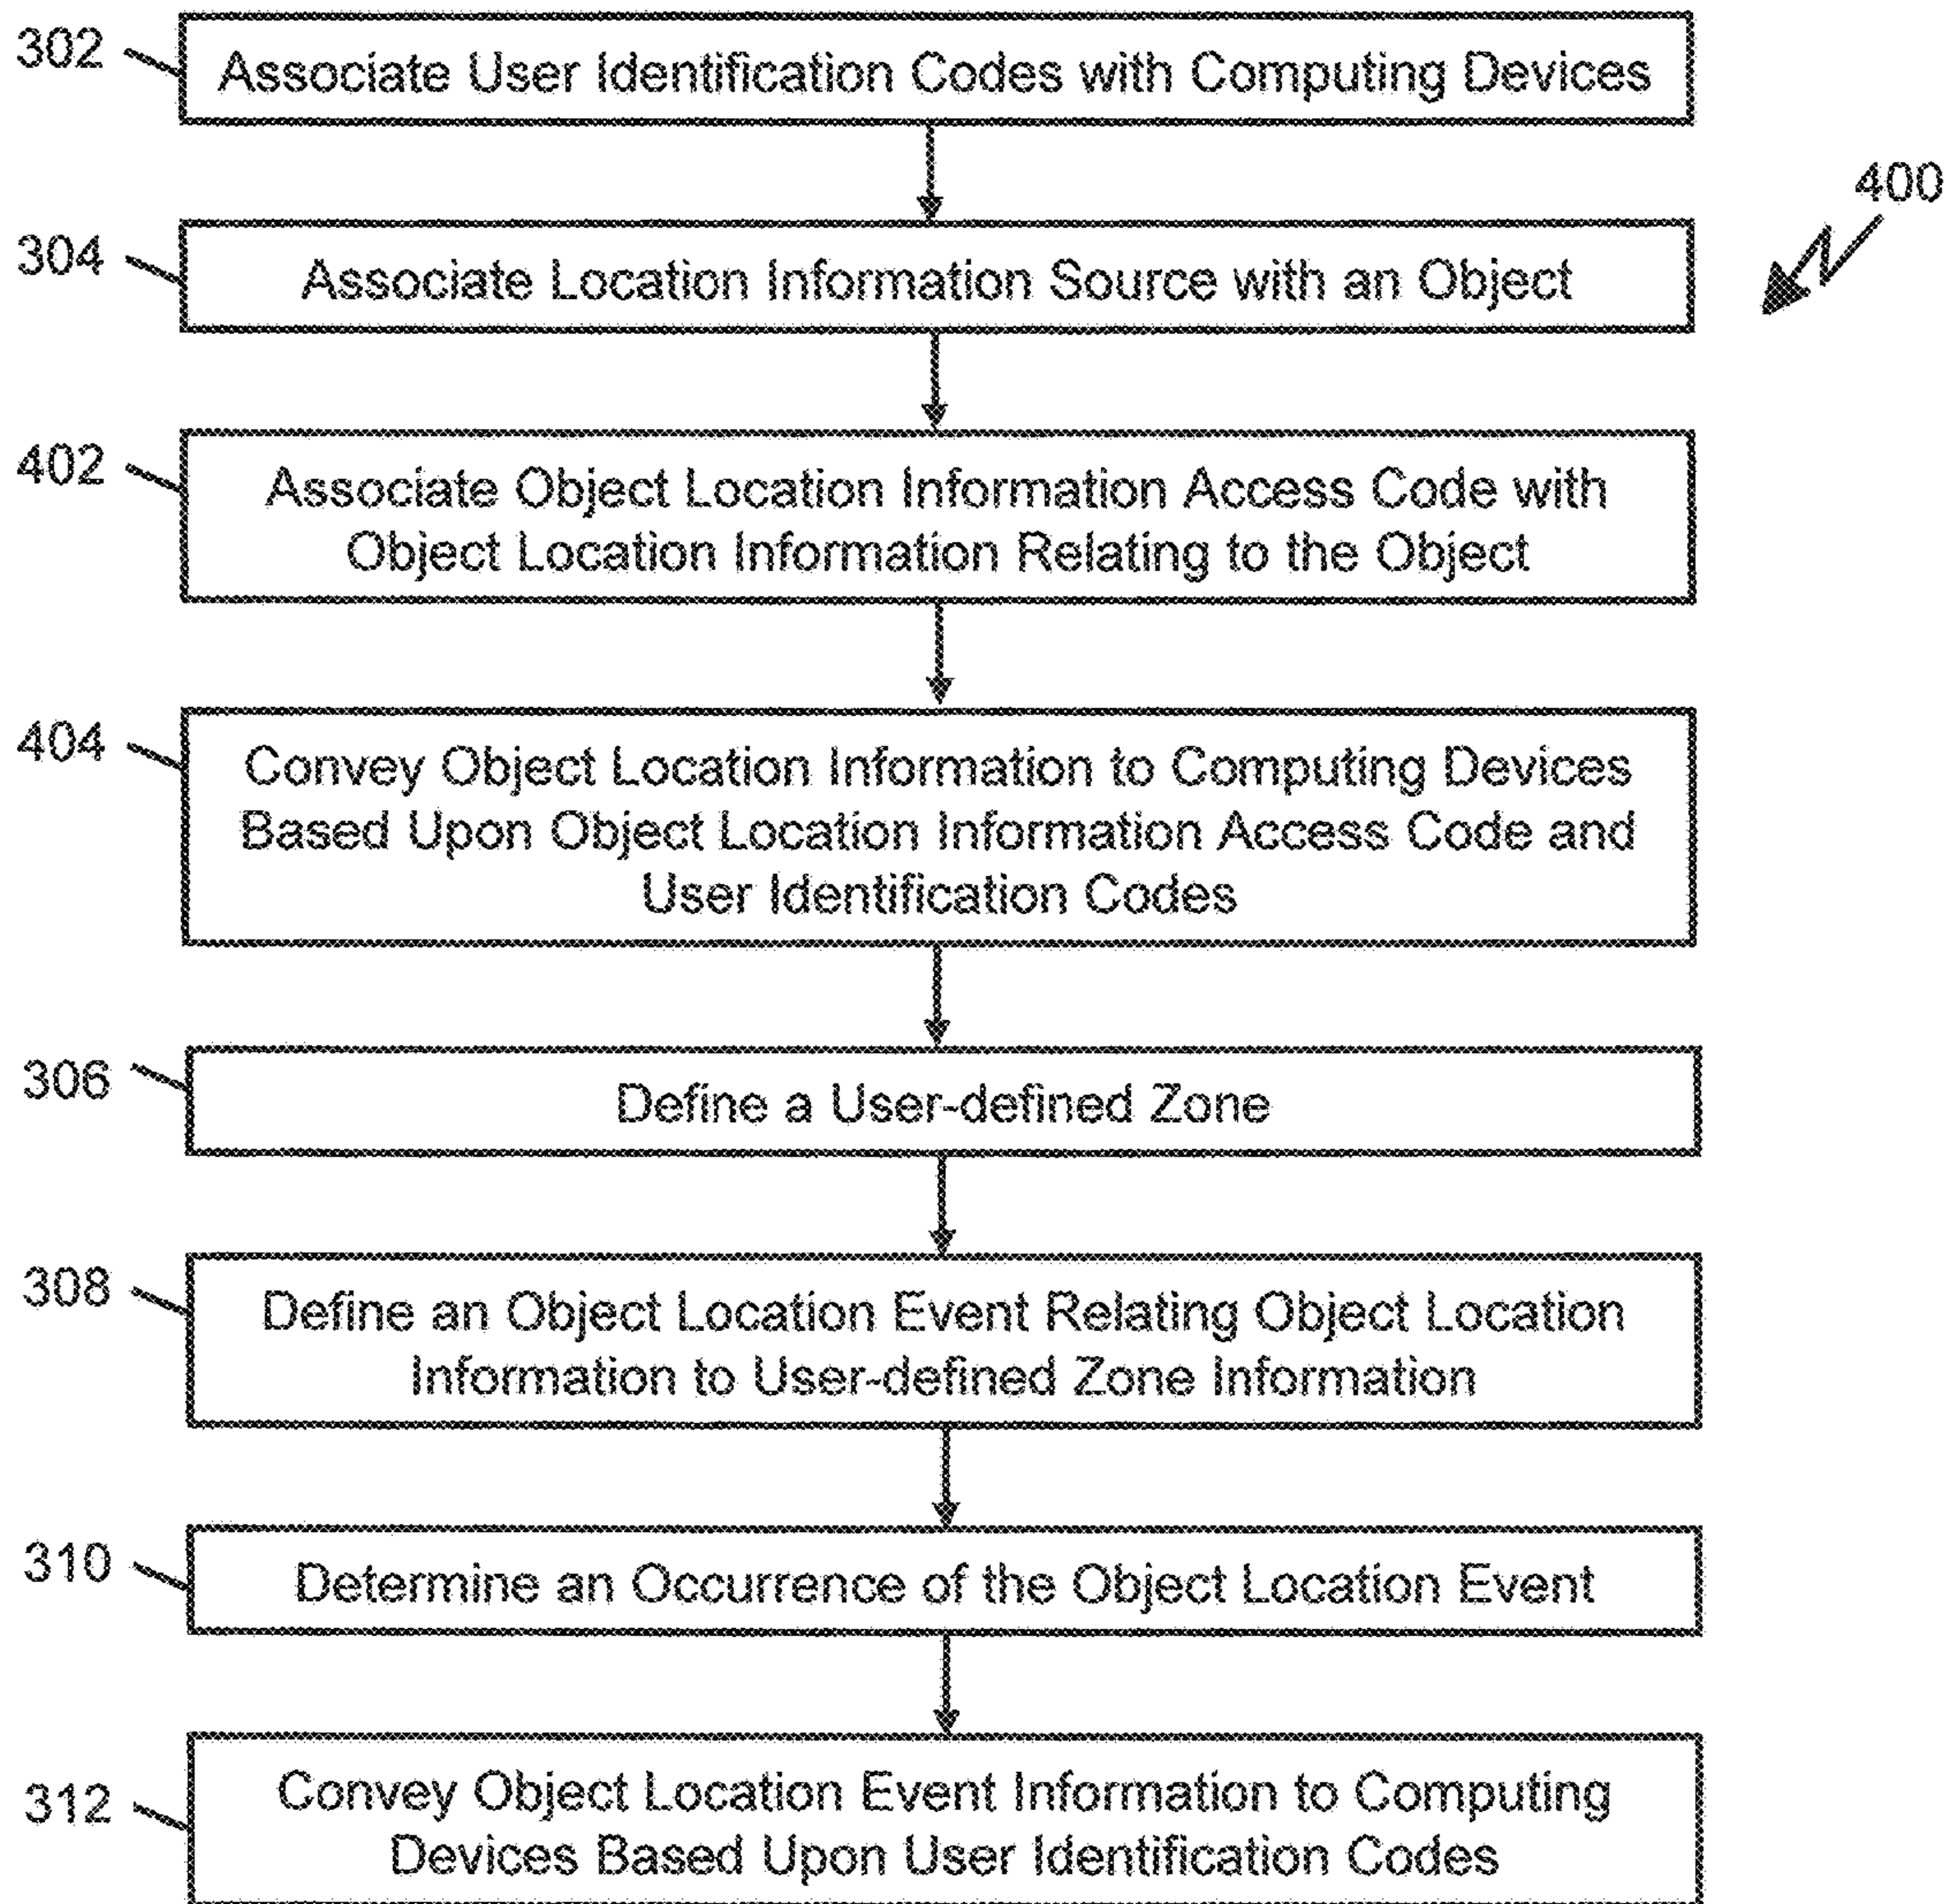 302
Associate User Identification Codes with Computing Devices
400
304
Associate Location Information Source with an Object
402
Associate Object Location Information Access Code with
Object Location Information Relating to the Object
404
Convey Object Location Information to Computing Devices
Based Upon Object Location Information Access Code and
User Identification Codes
306
Define a User-defined Zone
308
Define an Object Location Event Relating Object Location
Information to User-defined Zone Information
310
Determine an Occurrence of the Object Location Event
312
Convey Object Location Event Information to Computing
Devices Based Upon User Identification Codes